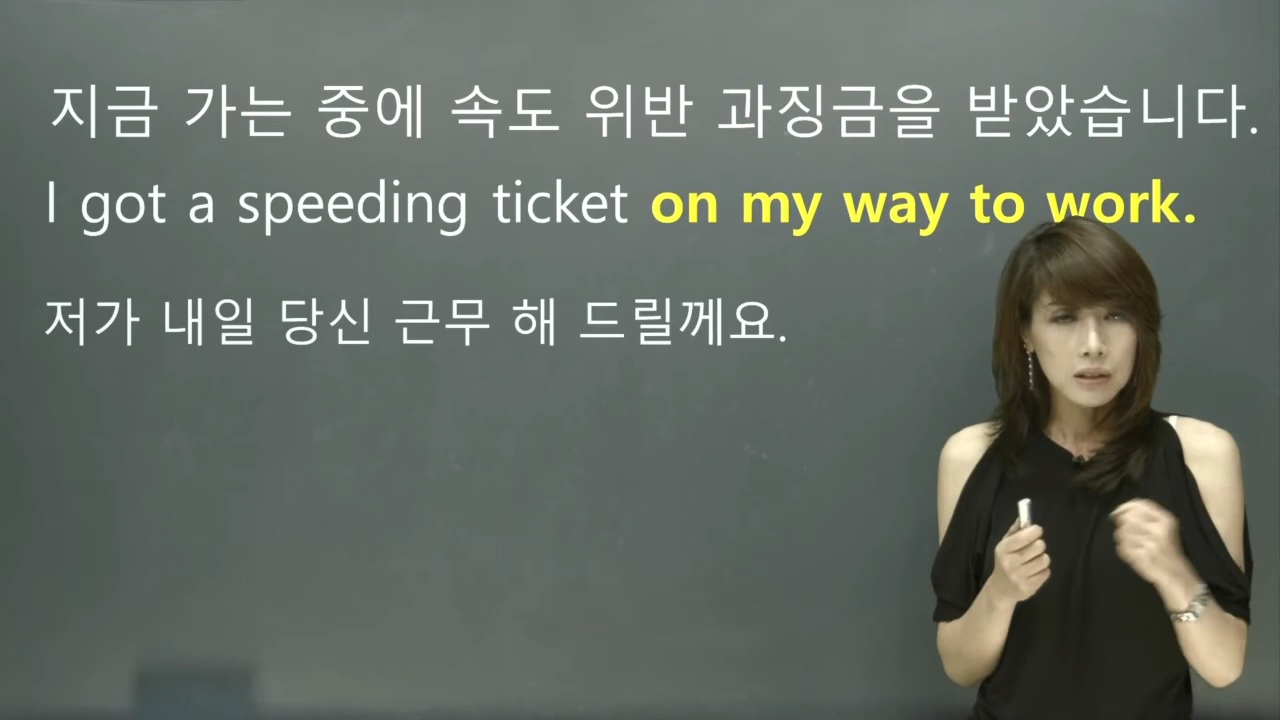 지금 가는 중에 속도 위반 과징금을 받았습니다.
I got a speeding ticket on my way to work.
저가 내일 당신 근무 해 드릴께요.